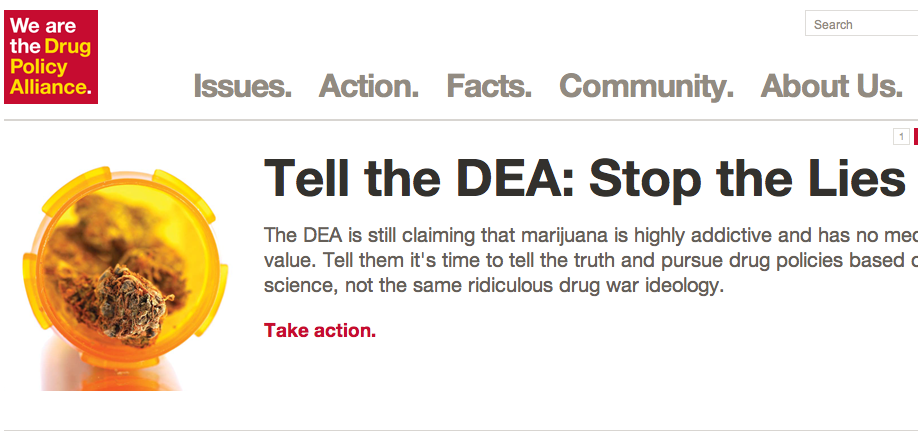 We are
the Drug
Policy
Alliance.
Search
Issues. Action. Facts. Community. About Us.
1
Tell the DEA: Stop the Lies
The DEA is still claiming that marijuana is highly addictive and has no
value. Tell them it's time to tell the truth and pursue drug policies based
science, not the same ridiculous drug war ideology.
Take action.